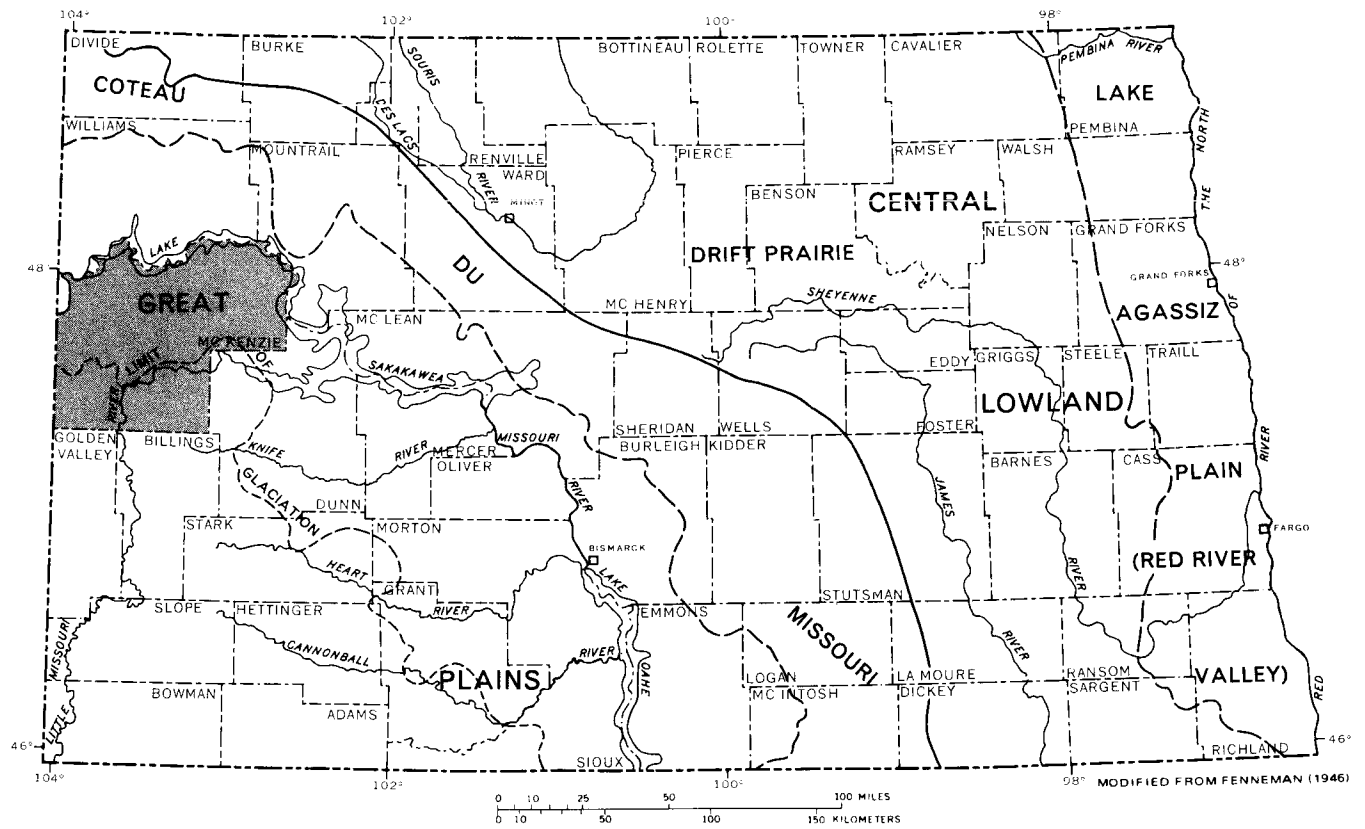 104°
102°
100°
98°
DIVIDE
BURKE
BOTTINEAU
ROLETTE
TOWNER
CAVALIER
PEMBINA RIVER
SOURIS
COTEAU
DES LACS
LAKE
WILLIAMS
PEMBINA
MOUNTRAIL
RENVILLE
WARD
PIERCE
RAMSEY
WALSH
THE NORTH
RIVER
MINOT
BENSON
CENTRAL
NELSON
GRAND FORKS
LAKE
DRIFT PRAIRIE
48°
DU
GRAND FORKS
48°
GREAT
MC HENRY
SHEYENNE
AGASSIZ
OF
MC LEAN
MC KENZIE
LIMIT
OF
SAKAKAWEA
EDDY
GRIGGS
STEELE
TRAILL
RIVER
LOWLAND
GOLDEN VALLEY
BILLINGS
KNIFE
RIVER
MERCER
OLIVER
MISSOURI
SHERIDAN
WELLS
FOSTER
BURLEIGH
KIDDER
BARNES
CASS
RIVER
PLAIN
GLACIATION
DUNN
RIVER
JAMES
STARK
MORTON
FARGO
BISMARCK
HEART
LAKE
RIVER
(RED RIVER
GRANT
RIVER
STUTSMAN
SLOPE
HETTINGER
EMMONS
MISSOURI
CANNONBALL
RIVER
MISSOURI
RIVER
OAHE
PLAINS
LOGAN
LA MOURE
RANSOM
VALLEY)
MC INTOSH
DICKEY
SARGENT
BOWMAN
ADAMS
RED
LITTLE
46°
46°
SIOUX
RICHLAND
104°
102°
100°
98°
MODIFIED FROM FENNEMAN (1946)
0 10 25 50 100 MILES
0 10 50 100 150 KILOMETERS